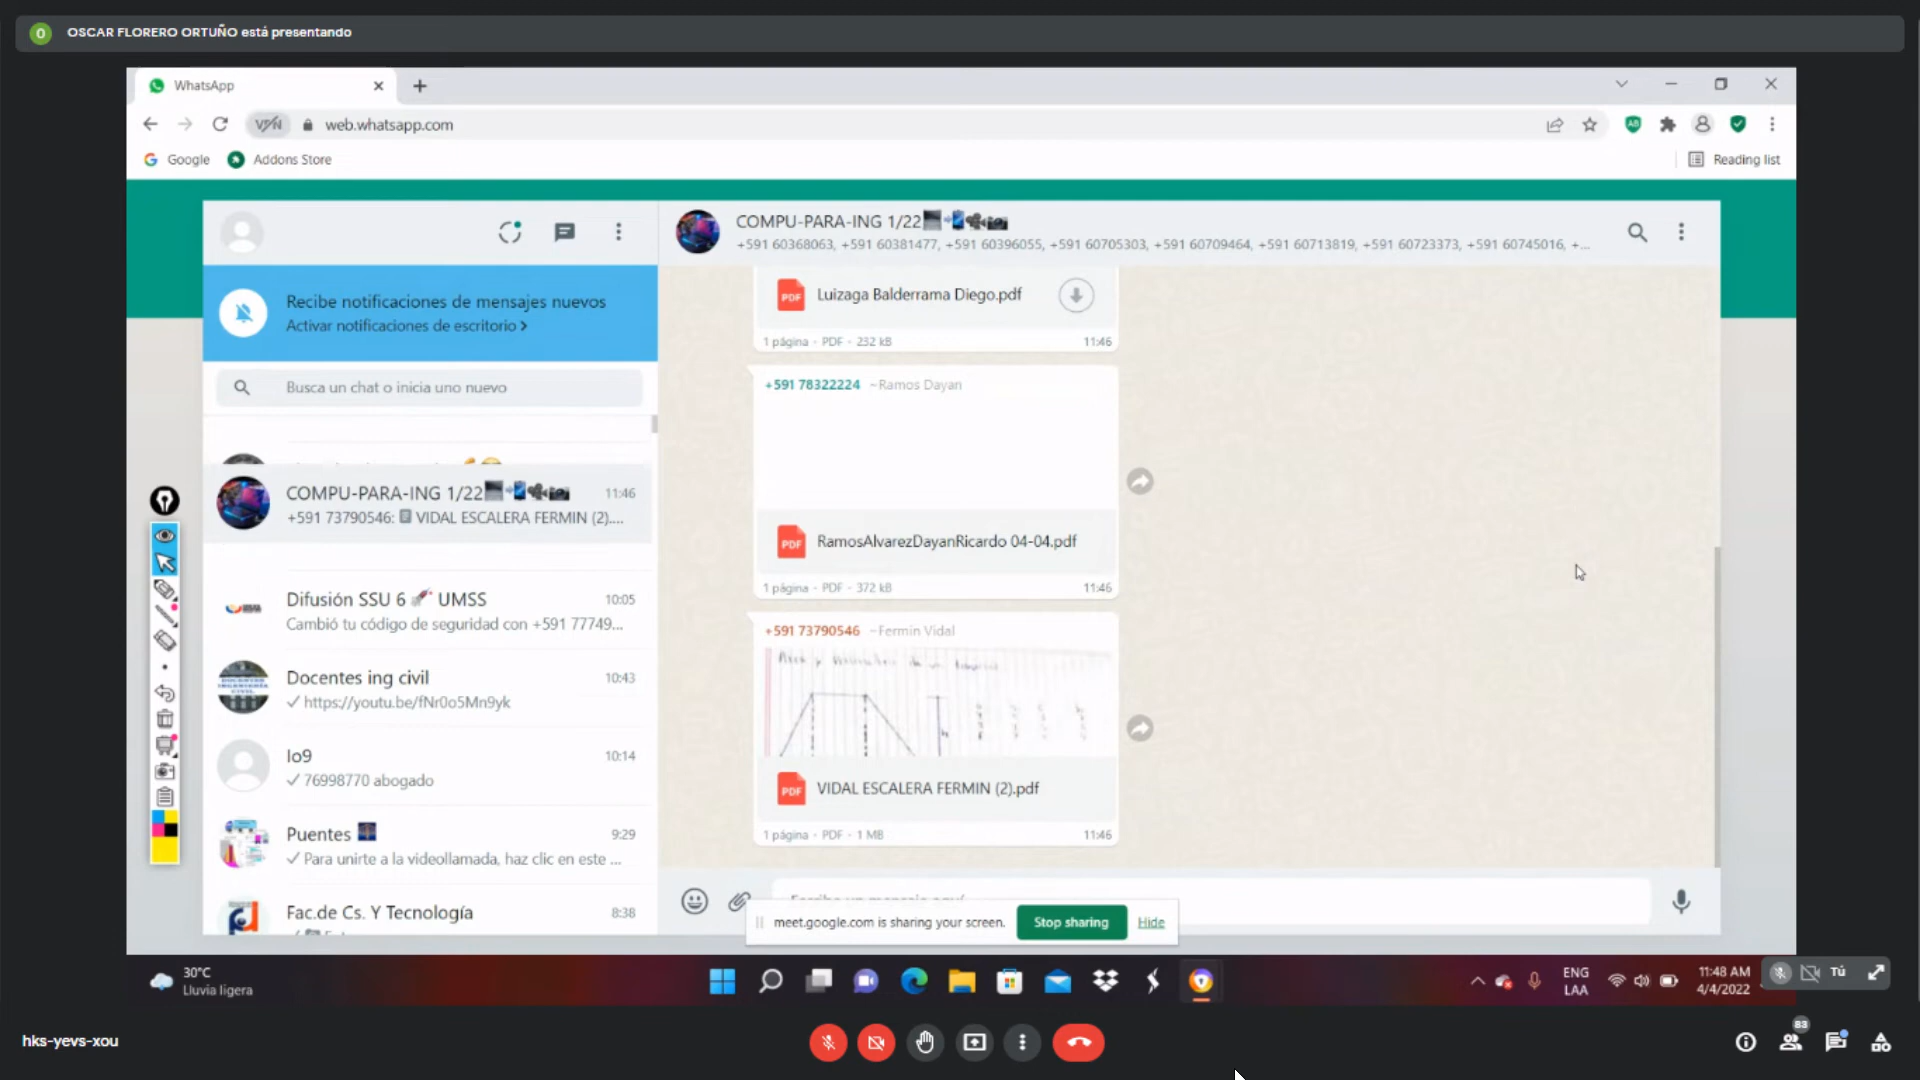 O OSCAR FLORERO ORTUÑO está presentando
WhatsApp
VPN web.whatsapp.com
Google Addons Store Reading list
COMPU-PARA-ING 1/22
+591 60368063, +591 60381477, +591 60396055, +591 60705303, +591 60709464, +591 60713819, +591 60723373, +591 60745016, +...
Recibe notificaciones de mensajes nuevos
Activar notificaciones de escritorio >
Busca un chat o inicia uno nuevo
COMPU-PARA-ING 1/22 11:46
+591 73790546: VIDAL ESCALERA FERMIN (2)....
Difusión SSU 6 UMSS 10:05
Cambió tu código de seguridad con +591 77749...
Docentes ing civil 10:43
https://youtu.be/fNr0o5Mn9yk
lo9 10:14
76998770 abogado
Puentes 9:29
Para unirte a la videollamada, haz clic en este ...
Fac.de Cs. Y Tecnología 8:38
PDF Luizaga Balderrama Diego.pdf
1 página • PDF • 232 kB 11:46
+591 78322224 ~Ramos Dayan
PDF RamosAlvarezDayanRicardo 04-04.pdf
1 página • PDF • 372 kB 11:46
+591 73790546 ~Fermin Vidal
PDF VIDAL ESCALERA FERMIN (2).pdf
1 página • PDF • 1 MB 11:46
meet.google.com is sharing your screen. Stop sharing Hide
30°C
Lluvia ligera
ENG
LAA
11:48 AM
4/4/2022
Tú
hks-yevs-xou
83